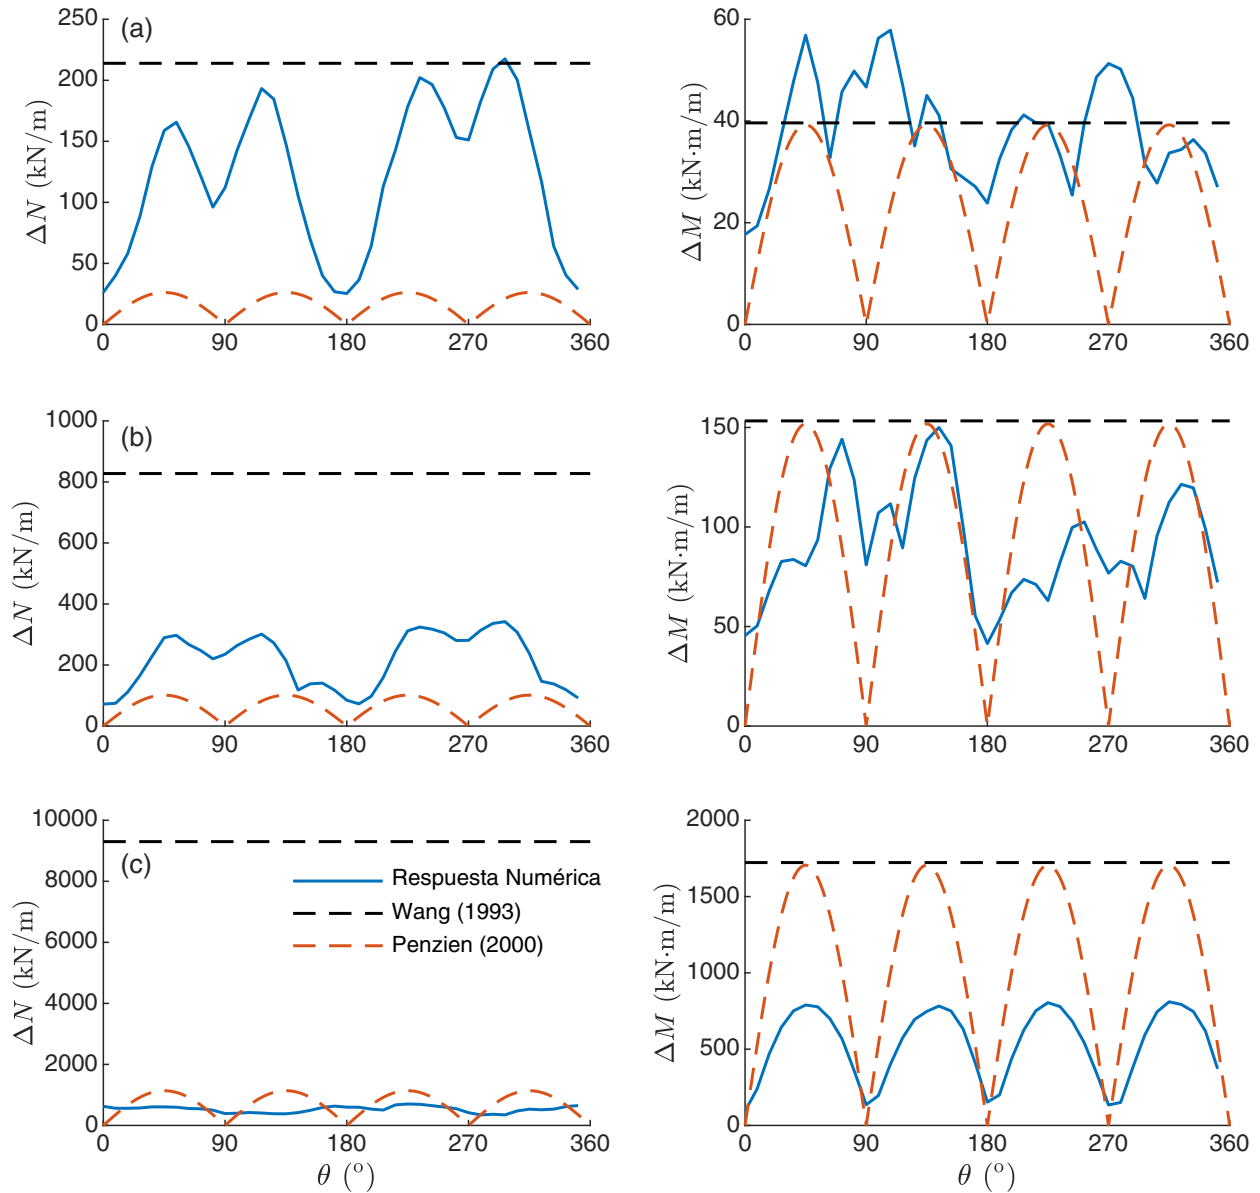 (a)
250
200
150
100
50
0
ΔN (kN/m)
0 90 180 270 360
60
40
20
0
ΔM (kN·m/m)
0 90 180 270 360
(b)
1000
800
600
400
200
0
ΔN (kN/m)
0 90 180 270 360
150
100
50
0
ΔM (kN·m/m)
0 90 180 270 360
(c)
10000
8000
6000
4000
2000
0
ΔN (kN/m)
Respuesta Numérica
Wang (1993)
Penzien (2000)
0 90 180 270 360
θ (°)
2000
1500
1000
500
0
ΔM (kN·m/m)
0 90 180 270 360
θ (°)